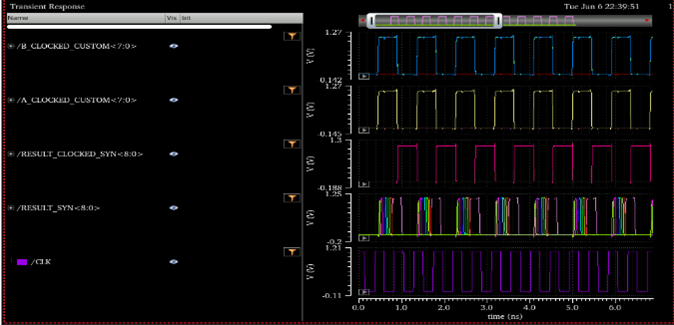 Transient Response
Tue Jun 6 22:39:51 1
Name Vis Int
1.27
/B_CLOCKED_CUSTOM<7:0>
V (V)
0.142
1.27
/A_CLOCKED_CUSTOM<7:0>
V (V)
-0.145
1.3
/RESULT_CLOCKED_SYN<8:0>
V (V)
-0.188
1.25
/RESULT_SYN<8:0>
V (V)
-0.2
1.21
/CLK
V (V)
-0.11
0.0 1.0 2.0 3.0 4.0 5.0 6.0
time (ns)